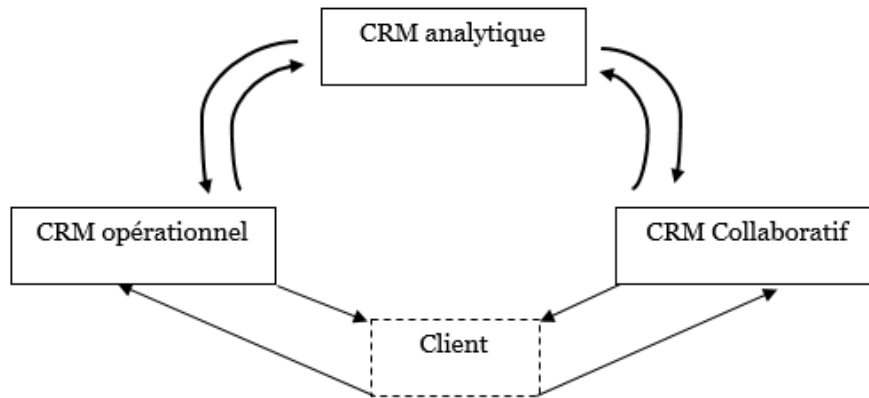 CRM analytique
CRM opérationnel
CRM Collaboratif
Client